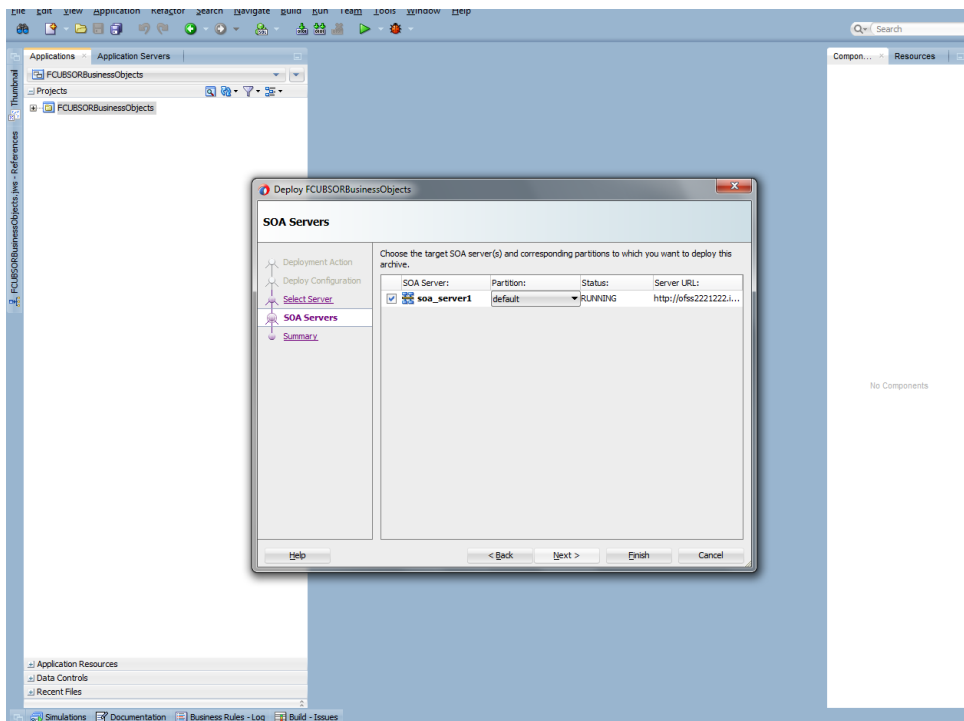 File Edit View Application Refactor Search Navigate Build Run Team Tools Window Help
Search
Applications Application Servers
Compon... Resources
FCUBSORBusinessObjects
Projects
FCUBSORBusinessObjects
Thumbnail
FCUBSORBusinessObjects.jws - References
Deploy FCUBSORBusinessObjects
SOA Servers
Deployment Action
Deploy Configuration
Select Server
SOA Servers
Summary
Choose the target SOA server(s) and corresponding partitions to which you want to deploy this
archive.
SOA Server: Partition: Status: Server URL:
soa_server1 default RUNNING http://ofss2221222.i...
No Components
Help < Back Next > Finish Cancel
Application Resources
Data Controls
Recent Files
Simulations Documentation Business Rules - Log Build - Issues